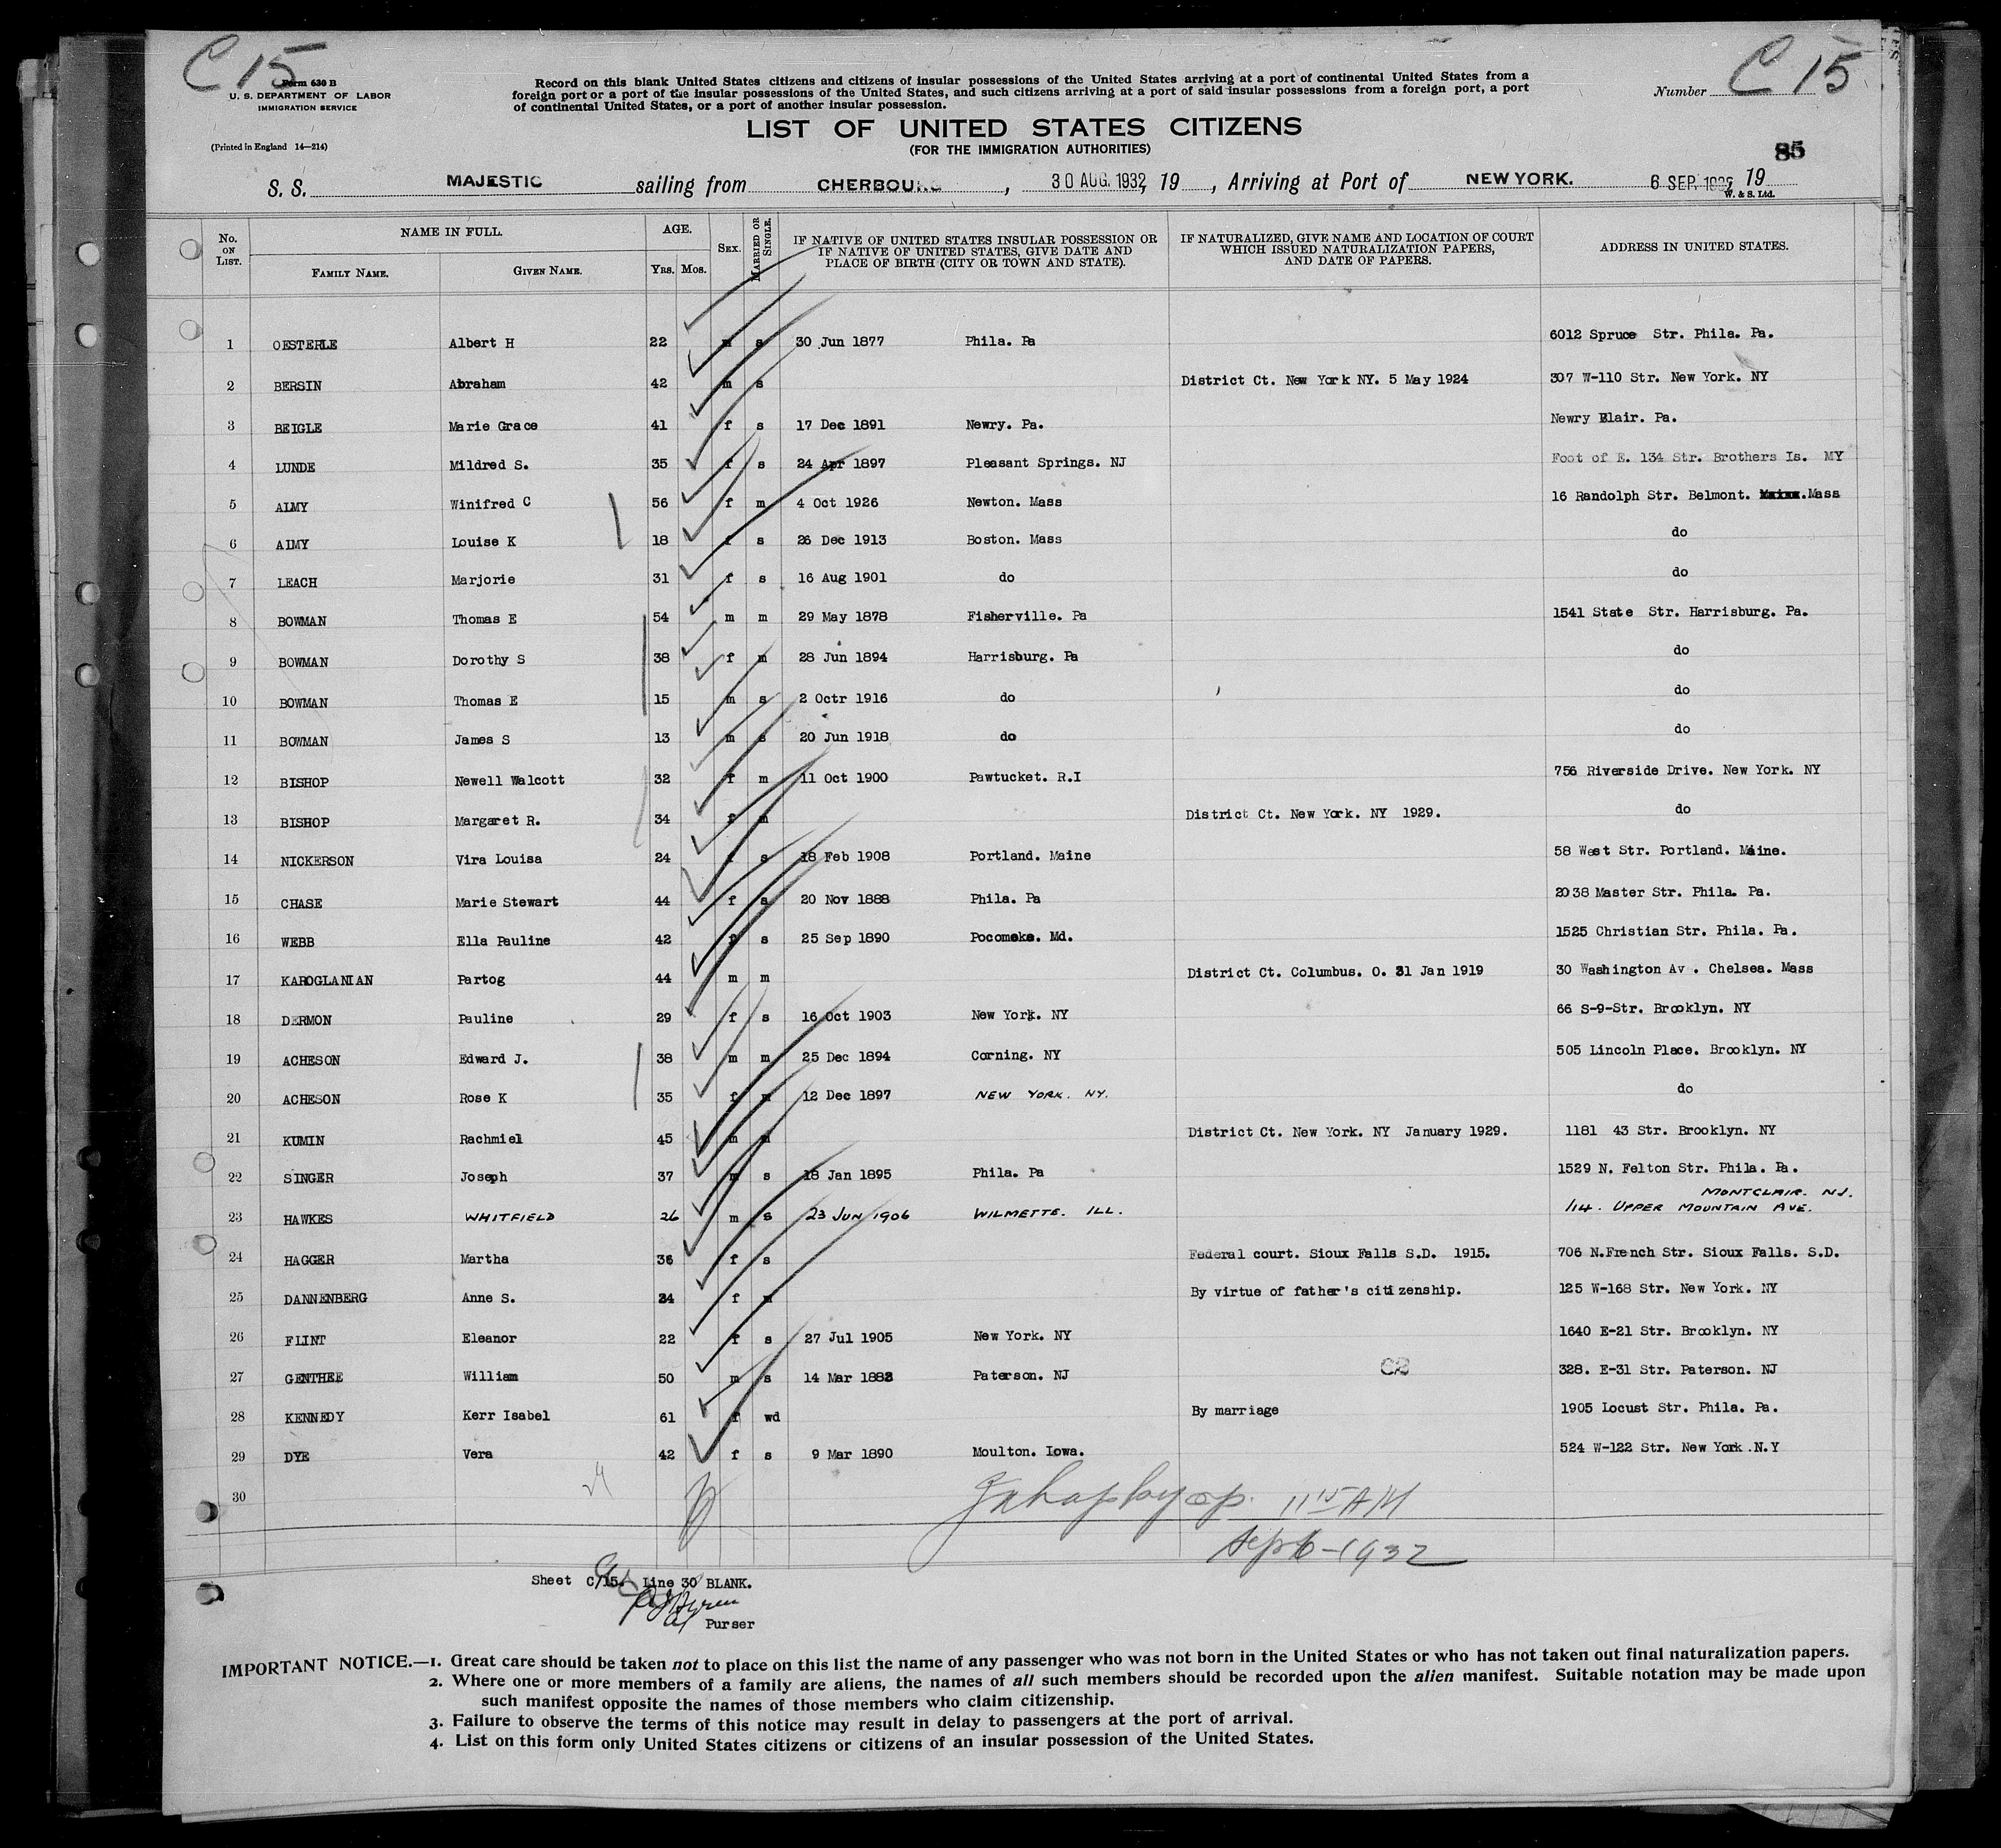 C 15
C 15
Form 630 B
U. S. DEPARTMENT OF LABOR
IMMIGRATION SERVICE
(Printed in England 14—214)
Record on this blank United States citizens and citizens of insular possessions of the United States arriving at a port of continental United States from a
foreign port or a port of the insular possessions of the United States, and such citizens arriving at a port of said insular possessions from a foreign port, a port
of continental United States, or a port of another insular possession.
Number
LIST OF UNITED STATES CITIZENS
(FOR THE IMMIGRATION AUTHORITIES)
85
S. S. MAJESTIC sailing from CHERBOURG, 30 AUG. 1932, 19 , Arriving at Port of NEW YORK. 6 SEP. 1932, 19
W. & S. Ltd.
No. ON LIST. NAME IN FULL. FAMILY NAME. GIVEN NAME. AGE. YRS. MOS. SEX. MARRIED OR SINGLE. IF NATIVE OF UNITED STATES INSULAR POSSESSION OR IF NATIVE OF UNITED STATES, GIVE DATE AND PLACE OF BIRTH (CITY OR TOWN AND STATE). IF NATURALIZED, GIVE NAME AND LOCATION OF COURT WHICH ISSUED NATURALIZATION PAPERS, AND DATE OF PAPERS. ADDRESS IN UNITED STATES.
1 OESTERLE Albert H 22 m s 30 Jun 1877 Phila. Pa 6012 Spruce Str. Phila. Pa.
2 BERSIN Abraham 42 m s District Ct. New York NY. 5 May 1924 307 W-110 Str. New York. NY
3 BEIGLE Marie Grace 41 f s 17 Dec 1891 Newry. Pa. Newry Blair. Pa.
4 LUNDE Mildred S. 35 f s 24 Apr 1897 Pleasant Springs. NJ Foot of E. 134 Str. Brothers Is. MY
5 ALMY Winifred C 56 f m 4 Oct 1926 Newton. Mass 16 Randolph Str. Belmont. Mass
6 AIMY Louise K 18 f s 26 Dec 1913 Boston. Mass do
7 LEACH Marjorie 31 f s 16 Aug 1901 do do
8 BOWMAN Thomas E 54 m m 29 May 1878 Fisherville. Pa 1541 State Str. Harrisburg. Pa.
9 BOWMAN Dorothy S 38 f m 28 Jun 1894 Harrisburg. Pa do
10 BOWMAN Thomas E 15 m s 2 Octr 1916 do do
11 BOWMAN James S 13 m s 20 Jun 1918 do do
12 BISHOP Newell Walcott 32 f m 11 Oct 1900 Pawtucket. R.I 756 Riverside Drive. New York. NY
13 BISHOP Margaret R. 34 f m District Ct. New York. NY 1929. do
14 NICKERSON Vira Louisa 24 f s 18 Feb 1908 Portland. Maine 58 West Str. Portland. Maine.
15 CHASE Marie Stewart 44 f s 20 Nov 1888 Phila. Pa 2038 Master Str. Phila. Pa.
16 WEBB Ella Pauline 42 f s 25 Sep 1890 Pocomoke. Md. 1525 Christian Str. Phila. Pa.
17 KAROGLANIAN Partog 44 m m District Ct. Columbus. O. 31 Jan 1919 30 Washington Av . Chelsea. Mass
18 DERMON Pauline 29 f s 16 Oct 1903 New York. NY 66 S-9-Str. Brooklyn. NY
19 ACHESON Edward J. 38 m m 25 Dec 1894 Corning. NY 505 Lincoln Place. Brooklyn. NY
20 ACHESON Rose K 35 f m 12 Dec 1897 NEW YORK. NY. do
21 KUMIN Rachmiel 45 m m District Ct. New York. NY January 1929. 1181 43 Str. Brooklyn. NY
22 SINGER Joseph 37 m s 18 Jan 1895 Phila. Pa 1529 N. Felton Str. Phila. Pa.
MONTCLAIR. NJ.
23 HAWKES WHITFIELD 26 m s 23 JUN 1906 WILMETTE. ILL. 114. UPPER MOUNTAIN AVE.
24 HAGGER Martha 36 f s Federal court. Sioux Falls S.D. 1915. 706 N.French Str. Sioux Falls. S.D.
25 DANNENBERG Anne S. 34 f m By virtue of father's citizenship. 125 W-168 Str. New York. NY
26 FLINT Eleanor 22 f s 27 Jul 1905 New York. NY 1640 E-21 Str. Brooklyn. NY
27 GENTHEE William 50 m s 14 Mar 1882 Paterson. NJ C2 328. E-31 Str. Paterson. NJ
28 KENNEDY Kerr Isabel 61 f wd By marriage 1905 Locust Str. Phila. Pa.
29 DYE Vera 42 f s 9 Mar 1890 Moulton. Iowa. 524 W-122 Str. New York .N.Y
30
11 15 AM
Sept 6-1932
Sheet C/15. Line 30 BLANK.
Purser
IMPORTANT NOTICE.—1. Great care should be taken not to place on this list the name of any passenger who was not born in the United States or who has not taken out final naturalization papers.
2. Where one or more members of a family are aliens, the names of all such members should be recorded upon the alien manifest. Suitable notation may be made upon
such manifest opposite the names of those members who claim citizenship.
3. Failure to observe the terms of this notice may result in delay to passengers at the port of arrival.
4. List on this form only United States citizens or citizens of an insular possession of the United States.